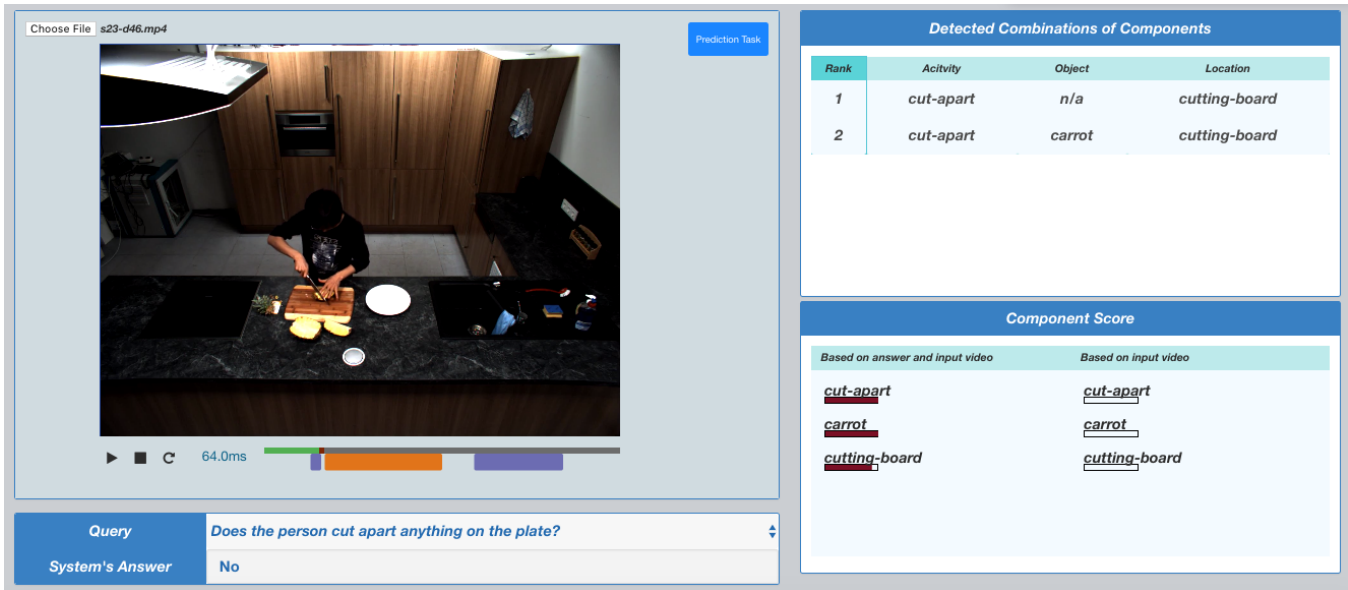 Choose File s23-d46.mp4
Prediction Task
64.0ms
Query Does the person cut apart anything on the plate?
System's Answer No
Detected Combinations of Components
Rank Acitvity Object Location
1 cut-apart n/a cutting-board
2 cut-apart carrot cutting-board
Component Score
Based on answer and input video Based on input video
cut-apart cut-apart
carrot carrot
cutting-board cutting-board